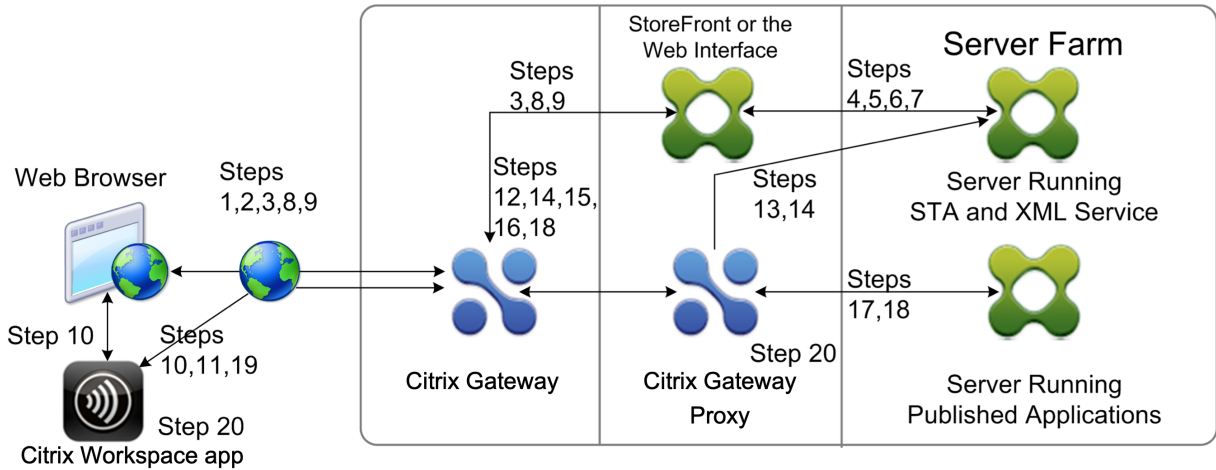 StoreFront or the
Web Interface
Server Farm
Steps
3,8,9
Steps
4,5,6,7
Web Browser
Steps
1,2,3,8,9
Steps
12,14,15,
16,18
Steps
13,14
Server Running
STA and XML Service
Steps
17,18
Step 10
Steps
10,11,19
Step 20
Citrix Workspace app
Citrix Gateway
Step 20
Citrix Gateway
Proxy
Server Running
Published Applications